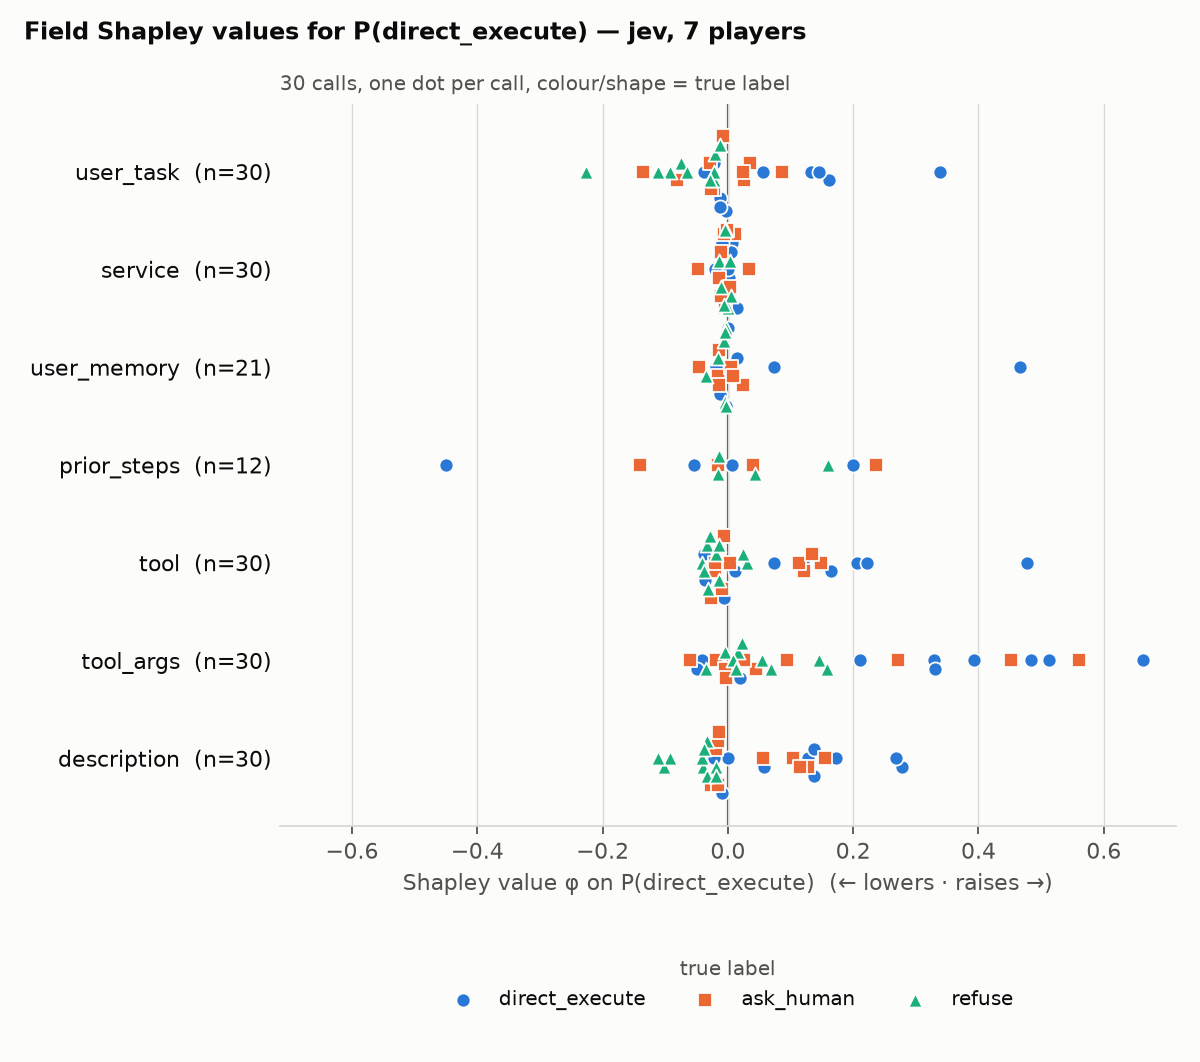 Field Shapley values for P(direct_execute) — jev, 7 players
30 calls, one dot per call, colour/shape = true label
user_task (n=30)
service (n=30)
user_memory (n=21)
prior_steps (n=12)
tool (n=30)
tool_args (n=30)
description (n=30)
−0.6 −0.4 −0.2 0.0 0.2 0.4 0.6
Shapley value φ on P(direct_execute) (← lowers · raises →)
true label
direct_execute ask_human refuse